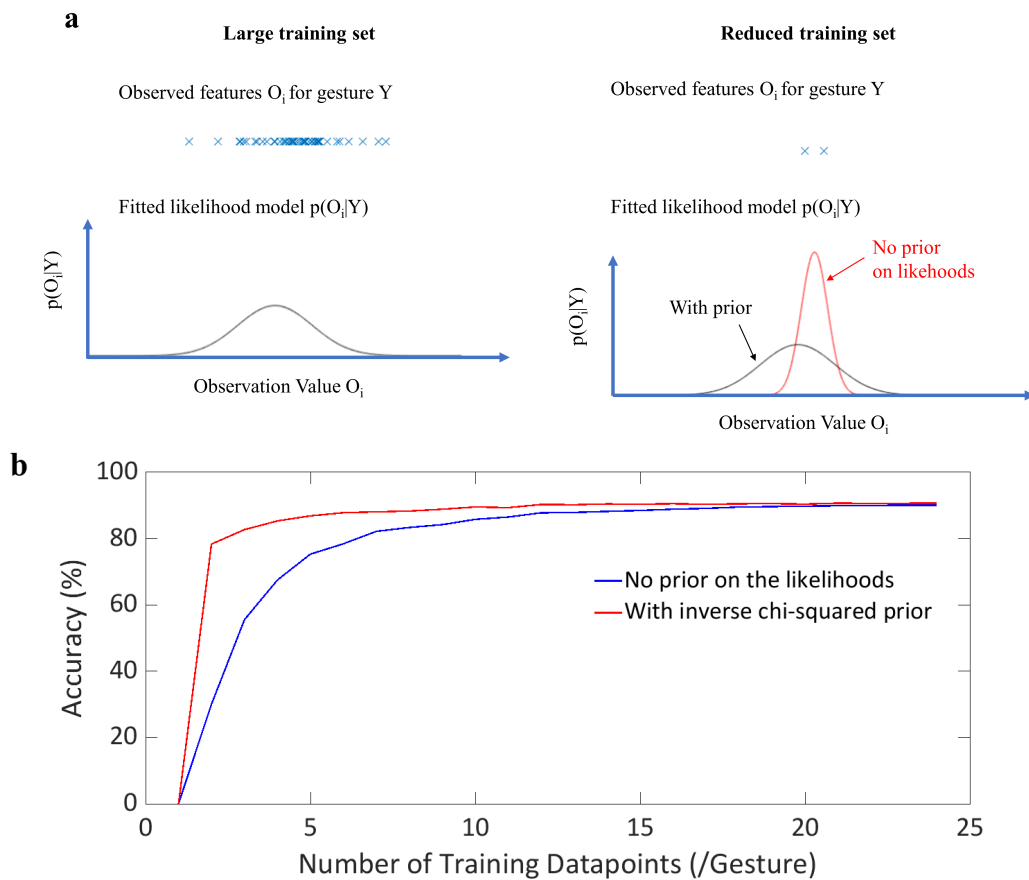 a
Large training set
Reduced training set
Observed features Oi for gesture Y
Observed features Oi for gesture Y
Fitted likelihood model p(Oi|Y)
Fitted likelihood model p(Oi|Y)
p(Oi|Y)
Observation Value Oi
No prior
on likehoods
With prior
p(Oi|Y)
Observation Value Oi
b
100
80
60
40
20
0
Accuracy (%)
No prior on the likelihoods
With inverse chi-squared prior
0 5 10 15 20 25
Number of Training Datapoints (/Gesture)